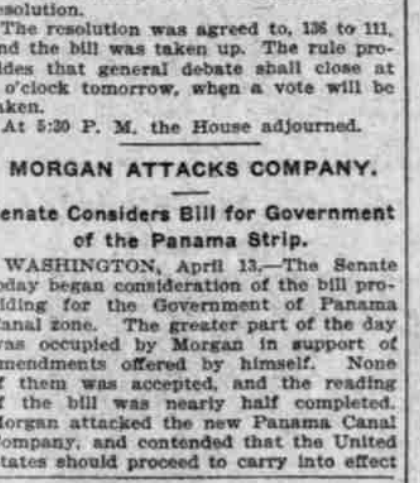 esolution.
The resolution was agreed to, 136 to 111,
nd the bill was taken up. The rule pro-
ides that general debate shall close at
o'clock tomorrow, when a vote will be
aken.
At 5:20 P. M. the House adjourned.
MORGAN ATTACKS COMPANY.
enate Considers Bill for Government
of the Panama Strip.
WASHINGTON, April 13.—The Senate
oday began consideration of the bill pro-
iding for the Government of Panama
Canal zone. The greater part of the day
was occupied by Morgan in support of
mendments offered by himself. None
f them was accepted, and the reading
f the bill was nearly half completed.
Morgan attacked the new Panama Canal
Company, and contended that the United
tates should proceed to carry into effect